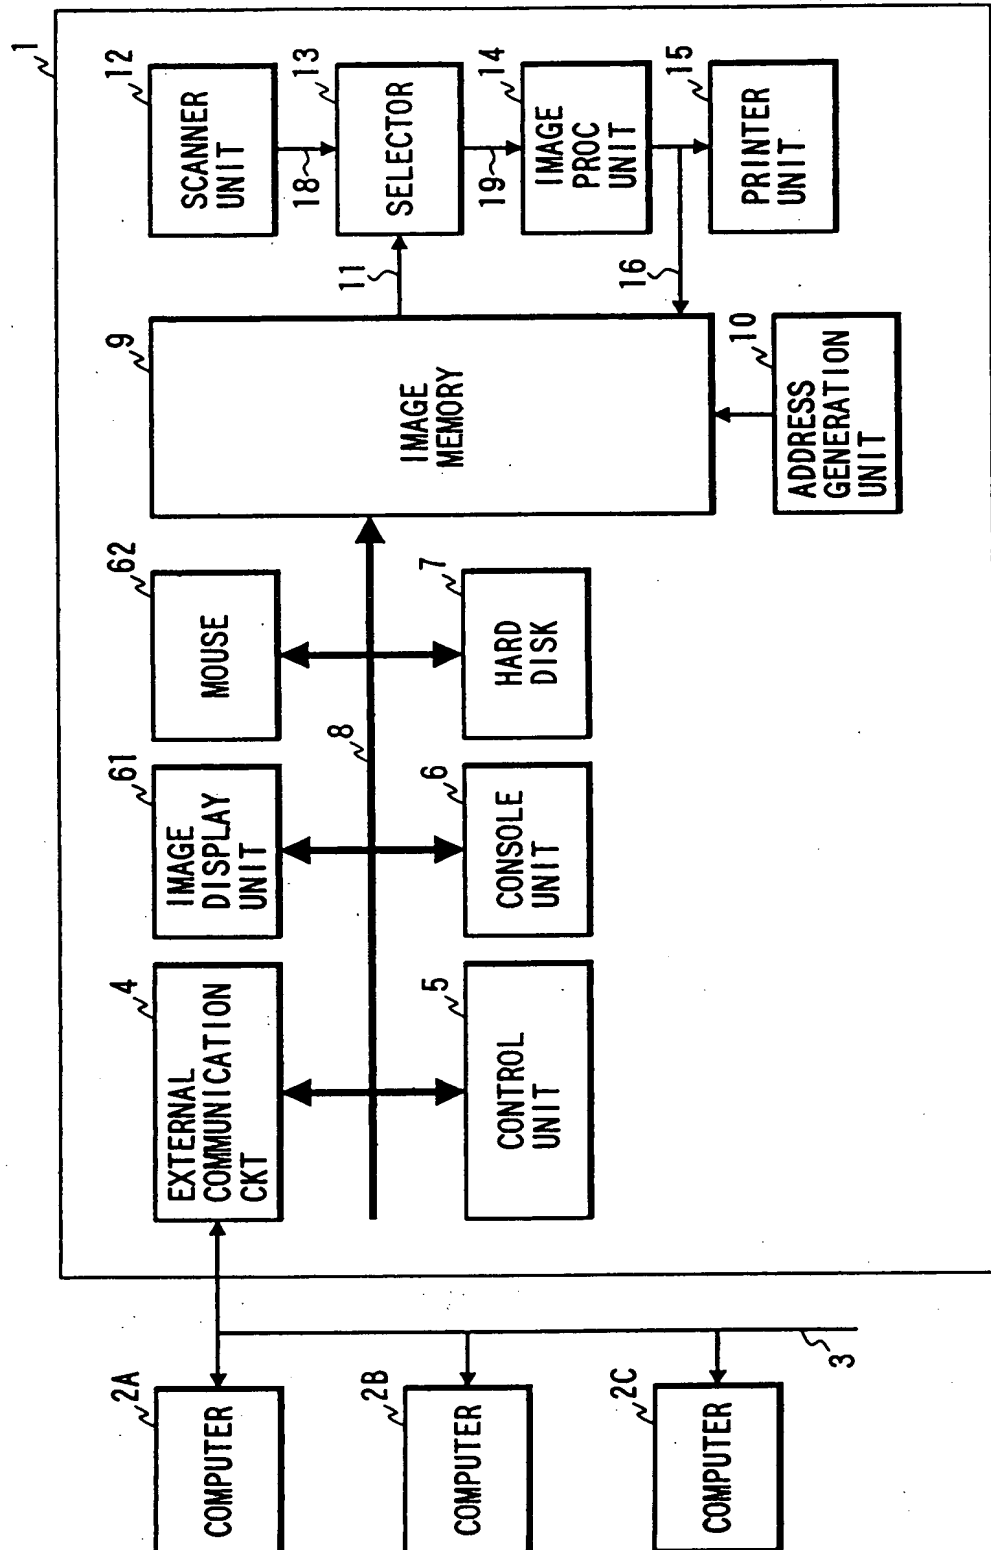 1
2A
COMPUTER
2B
COMPUTER
2C
COMPUTER
3
4
EXTERNAL
COMMUNICATION
CKT
61
IMAGE
DISPLAY
UNIT
62
MOUSE
8
5
CONTROL
UNIT
6
CONSOLE
UNIT
7
HARD
DISK
9
IMAGE
MEMORY
10
ADDRESS
GENERATION
UNIT
11
12
SCANNER
UNIT
18
13
SELECTOR
19
14
IMAGE
PROC
UNIT
16
15
PRINTER
UNIT